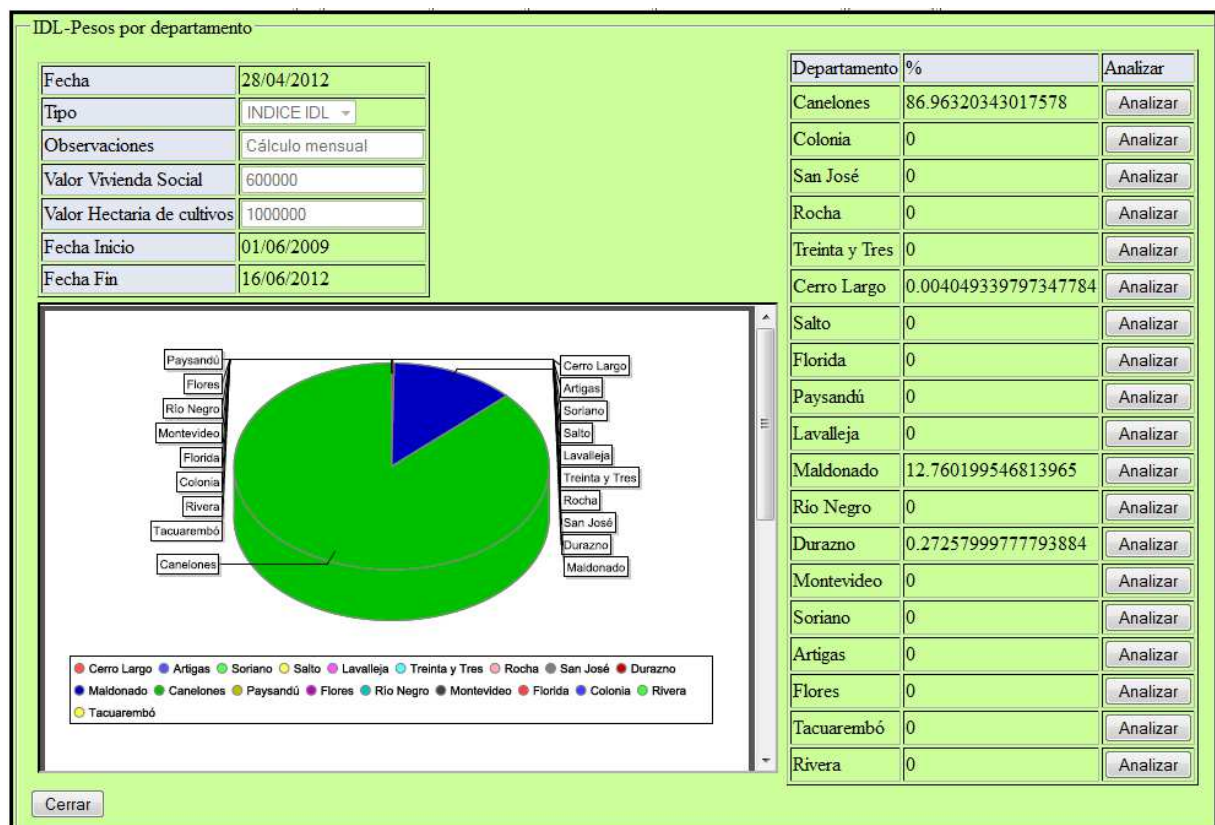 IDL-Pesos por departamento
Fecha 28/04/2012
Tipo INDICE IDL
Observaciones Cálculo mensual
Valor Vivienda Social 600000
Valor Hectaria de cultivos 1000000
Fecha Inicio 01/06/2009
Fecha Fin 16/06/2012
Paysandú
Flores
Río Negro
Montevideo
Florida
Colonia
Rivera
Tacuarembó
Canelones
Cerro Largo
Artigas
Soriano
Salto
Lavalleja
Treinta y Tres
Rocha
San José
Durazno
Maldonado
Cerro Largo Artigas Soriano Salto Lavalleja Treinta y Tres Rocha San José Durazno
Maldonado Canelones Paysandú Flores Río Negro Montevideo Florida Colonia Rivera
Tacuarembó
Departamento % Analizar
Canelones 86.96320343017578 Analizar
Colonia 0 Analizar
San José 0 Analizar
Rocha 0 Analizar
Treinta y Tres 0 Analizar
Cerro Largo 0.004049339797347784 Analizar
Salto 0 Analizar
Florida 0 Analizar
Paysandú 0 Analizar
Lavalleja 0 Analizar
Maldonado 12.760199546813965 Analizar
Río Negro 0 Analizar
Durazno 0.27257999777793884 Analizar
Montevideo 0 Analizar
Soriano 0 Analizar
Artigas 0 Analizar
Flores 0 Analizar
Tacuarembó 0 Analizar
Rivera 0 Analizar
Cerrar